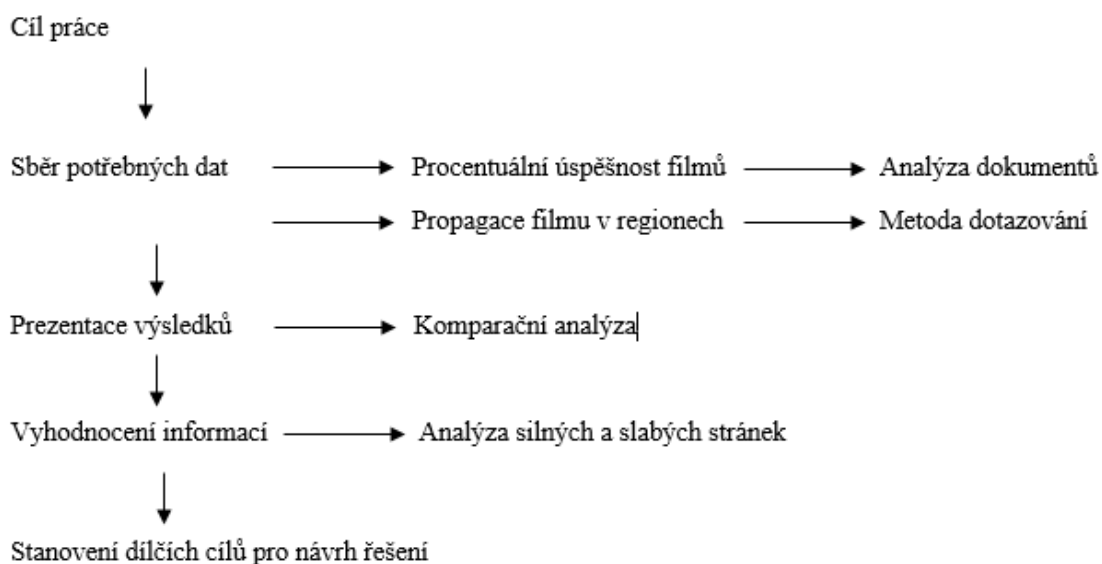 Cíl práce
Sběr potřebných dat Procentuální úspěšnost filmů Analýza dokumentů
Propagace filmu v regionech Metoda dotazování
Prezentace výsledků Komparační analýza
Vyhodnocení informací Analýza silných a slabých stránek
Stanovení dílčích cílů pro návrh řešení